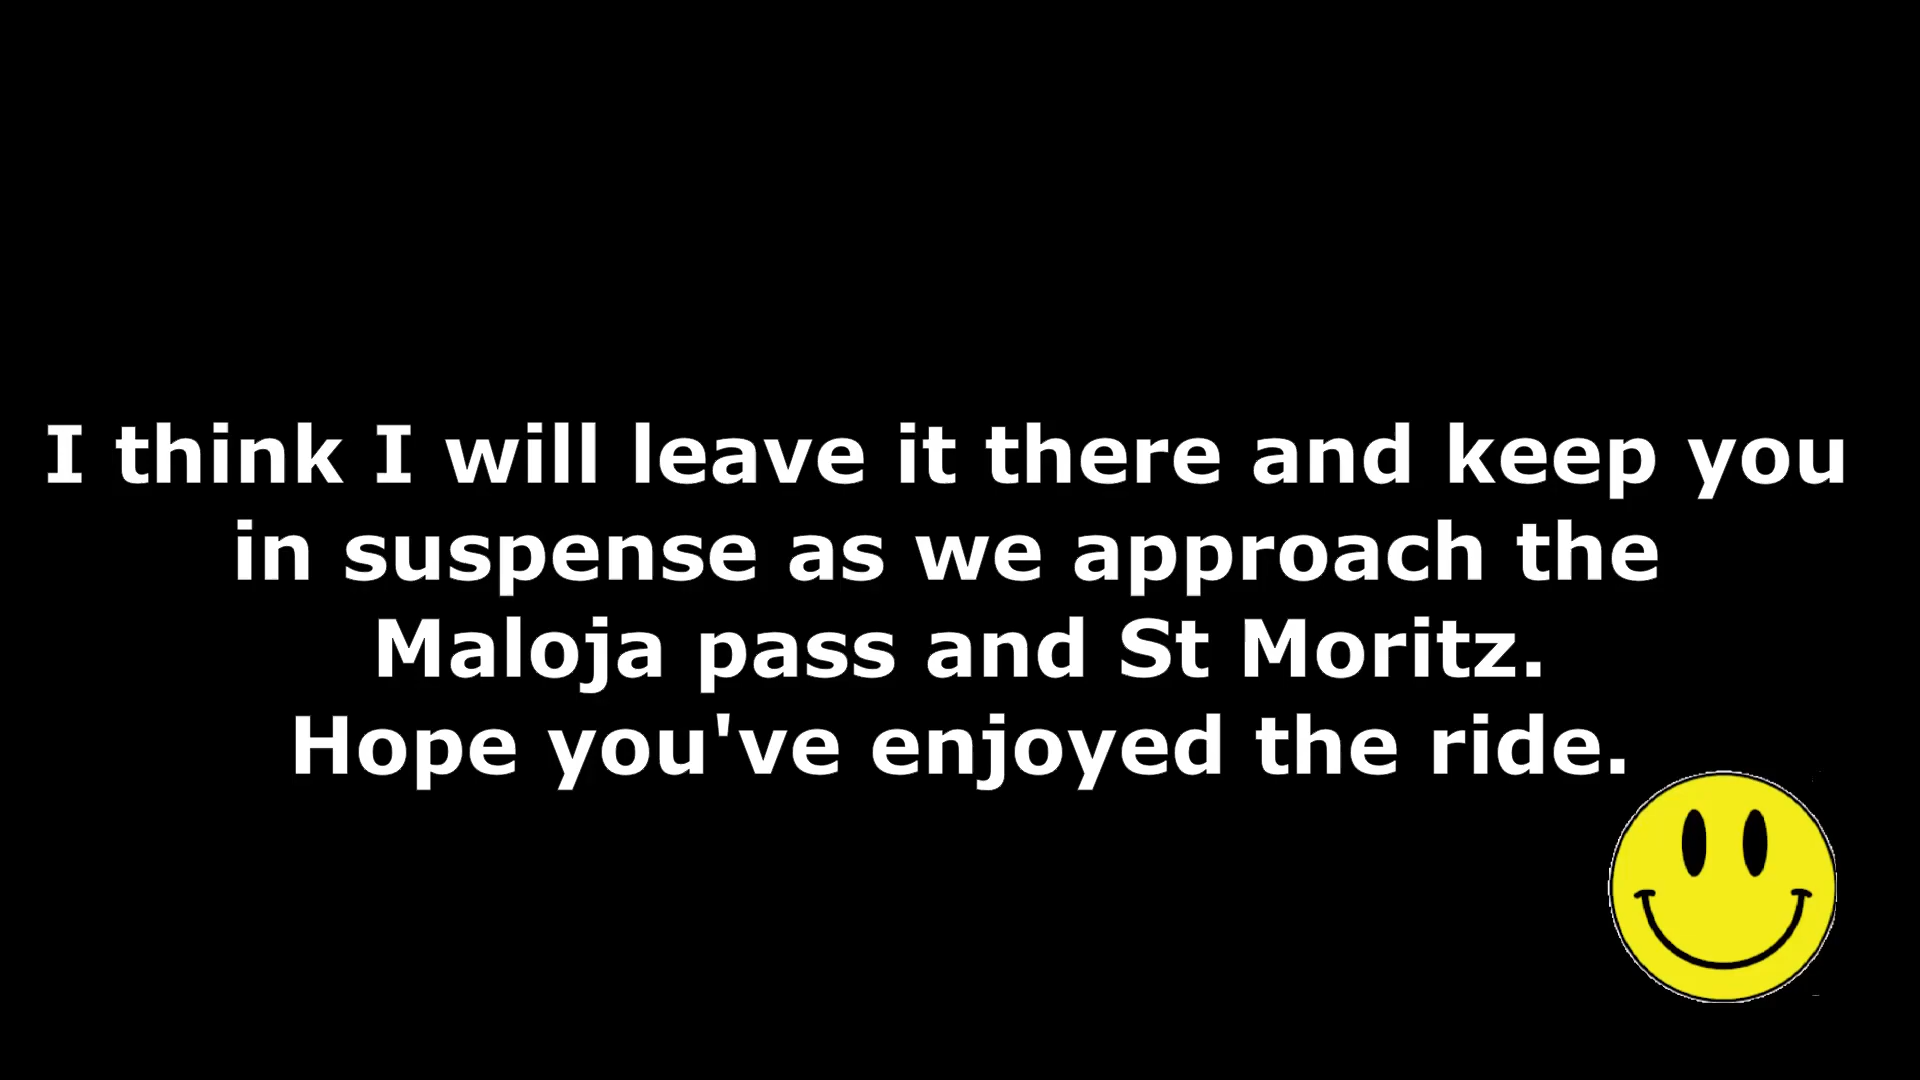 I think I will leave it there and keep you
in suspense as we approach the
Maloja pass and St Moritz.
Hope you've enjoyed the ride.